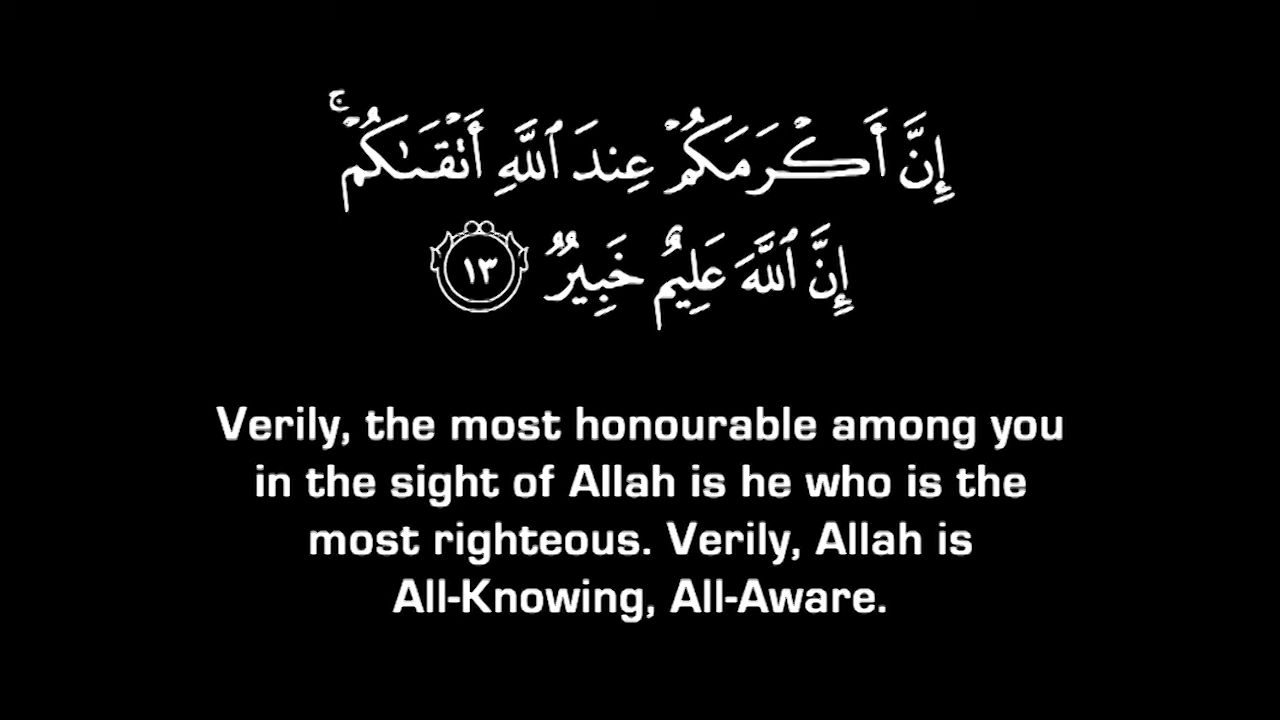 إِنَّ أَكْرَمَكُمْ عِندَ ٱللَّهِ أَتْقَىٰكُمْ ۚ
إِنَّ ٱللَّهَ عَلِيمٌ خَبِيرٌ ١٣
Verily, the most honourable among you
in the sight of Allah is he who is the
most righteous. Verily, Allah is
All-Knowing, All-Aware.